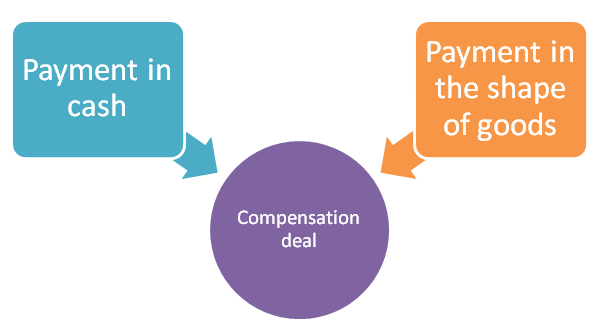 Payment in
cash
Payment in
the shape
of goods
Compensation
deal